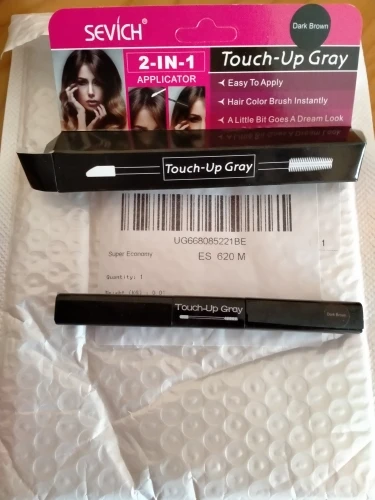 SEVICH®
Dark Brown
2-IN-1
APPLICATOR
Touch-Up Gray
Easy To Apply
Hair Color Brush Instantly
A Little Bit Goes A Dream Look
Touch-Up Gray
UG668085221BE
Super Economy
ES 620 M
1
Quantity: 1
Touch-Up Gray
Dark Brown